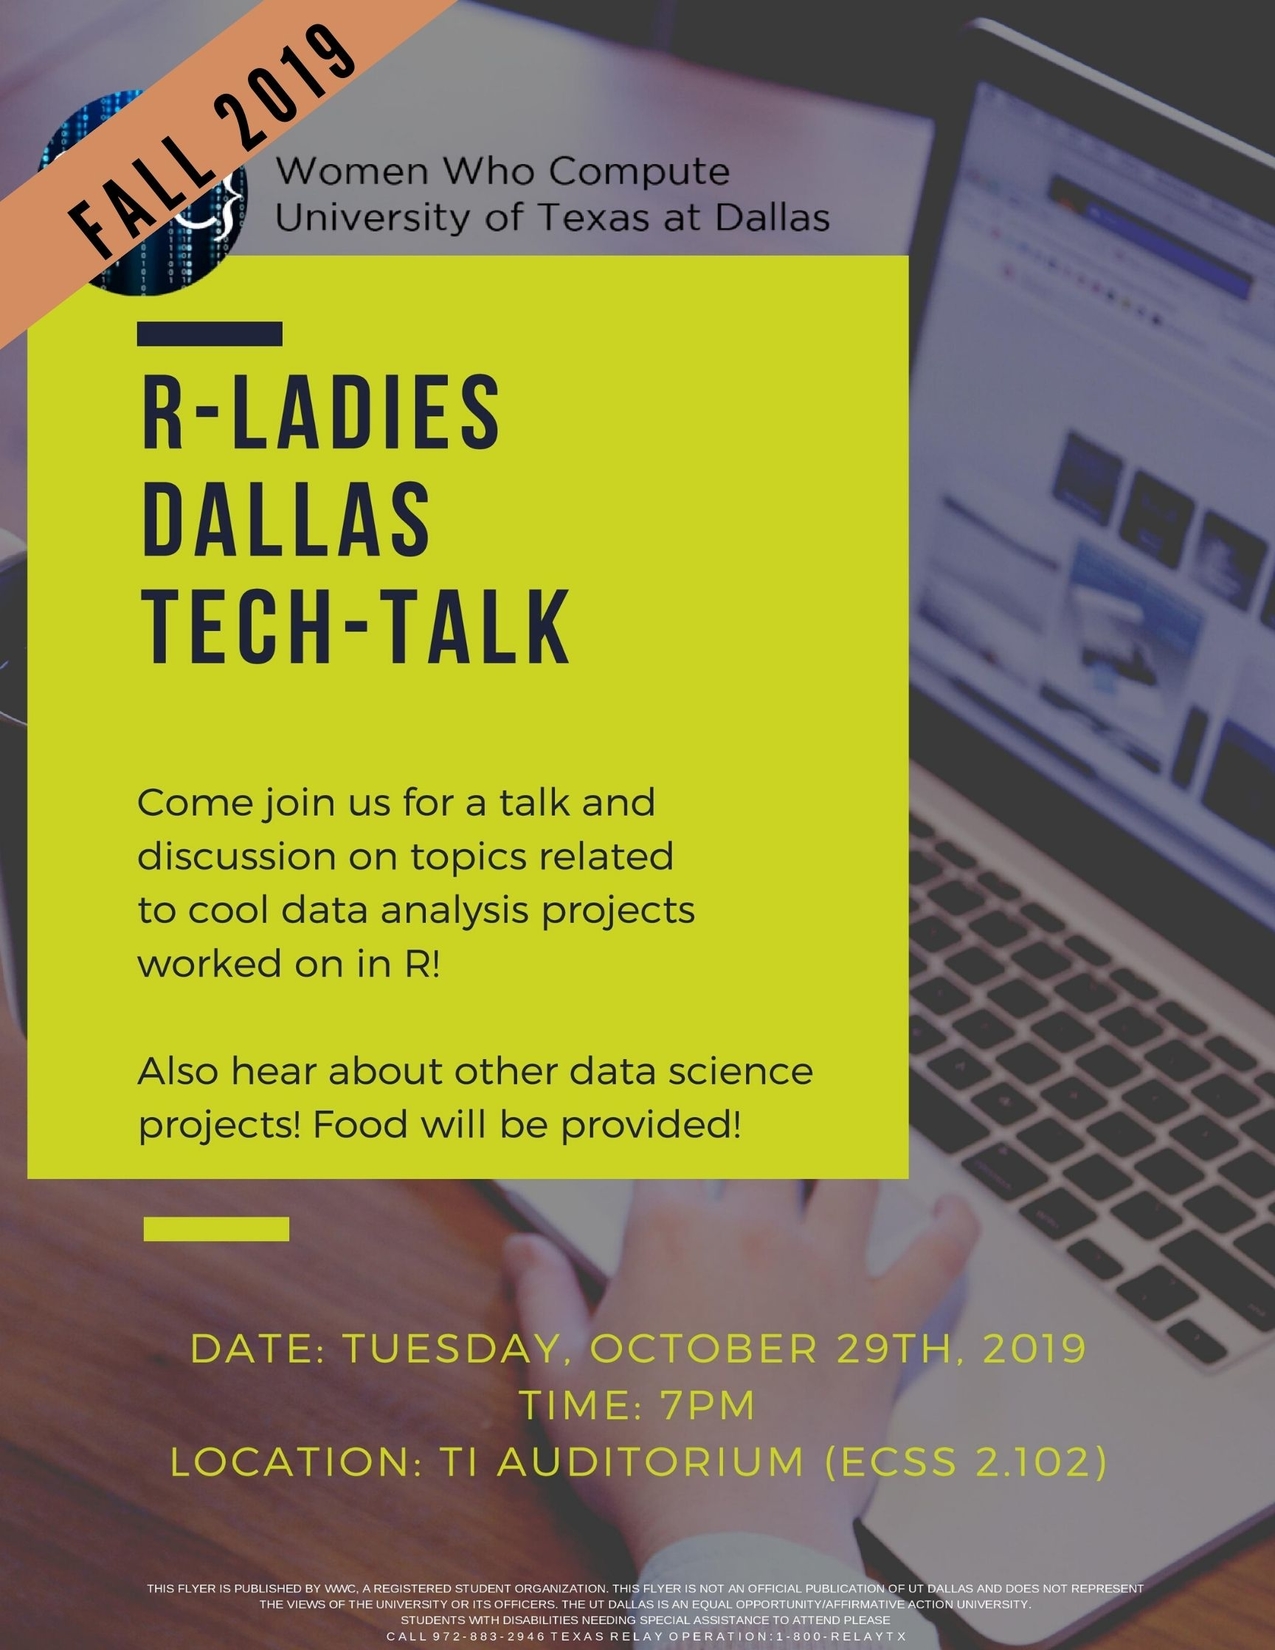 FALL 2019
Women Who Compute
University of Texas at Dallas
R-LADIES
DALLAS
TECH-TALK
Come join us for a talk and
discussion on topics related
to cool data analysis projects
worked on in R!
Also hear about other data science
projects! Food will be provided!
DATE: TUESDAY, OCTOBER 29TH, 2019
TIME: 7PM
LOCATION: TI AUDITORIUM (ECSS 2.102)
THIS FLYER IS PUBLISHED BY WWC, A REGISTERED STUDENT ORGANIZATION. THIS FLYER IS NOT AN OFFICIAL PUBLICATION OF UT DALLAS AND DOES NOT REPRESENT
THE VIEWS OF THE UNIVERSITY OR ITS OFFICERS. THE UT DALLAS IS AN EQUAL OPPORTUNITY/AFFIRMATIVE ACTION UNIVERSITY.
STUDENTS WITH DISABILITIES NEEDING SPECIAL ASSISTANCE TO ATTEND PLEASE
CALL 972-883-2946 TEXAS RELAY OPERATION:1-800-RELAYTX